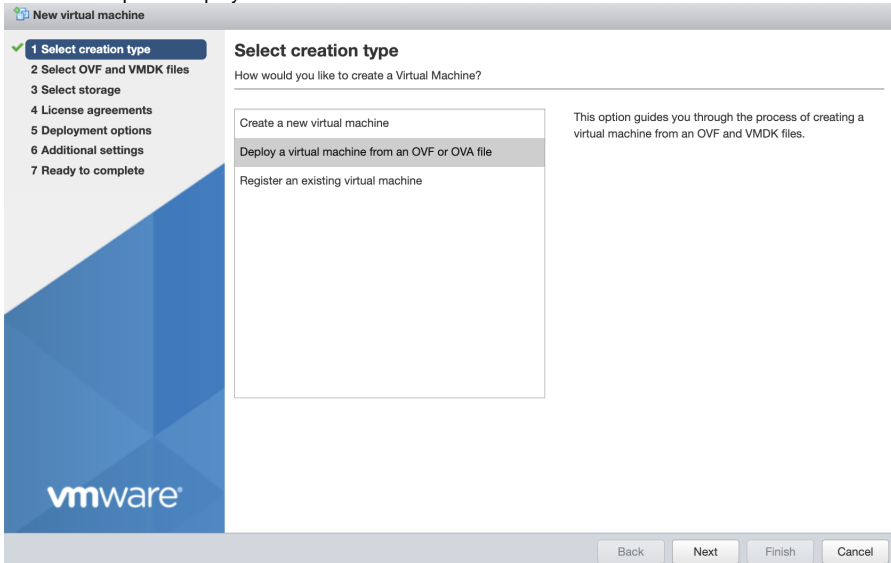 New virtual machine
1 Select creation type
2 Select OVF and VMDK files
3 Select storage
4 License agreements
5 Deployment options
6 Additional settings
7 Ready to complete
vmware®
Select creation type
How would you like to create a Virtual Machine?
Create a new virtual machine
Deploy a virtual machine from an OVF or OVA file
Register an existing virtual machine
This option guides you through the process of creating a
virtual machine from an OVF and VMDK files.
Back
Next
Finish
Cancel